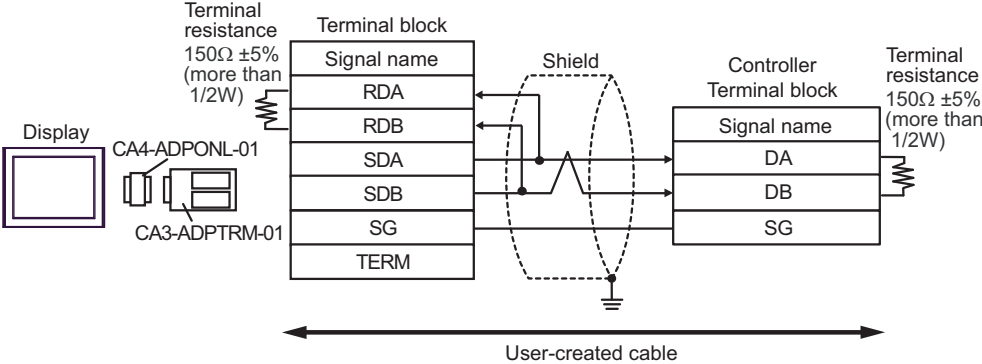 Terminal
resistance
150Ω ±5%
(more than
1/2W)
Terminal block
Signal name
RDA
RDB
SDA
SDB
SG
TERM
Display
CA4-ADPONL-01
CA3-ADPTRM-01
Shield
Controller
Terminal block
Signal name
DA
DB
SG
Terminal
resistance
150Ω ±5%
(more than
1/2W)
User-created cable